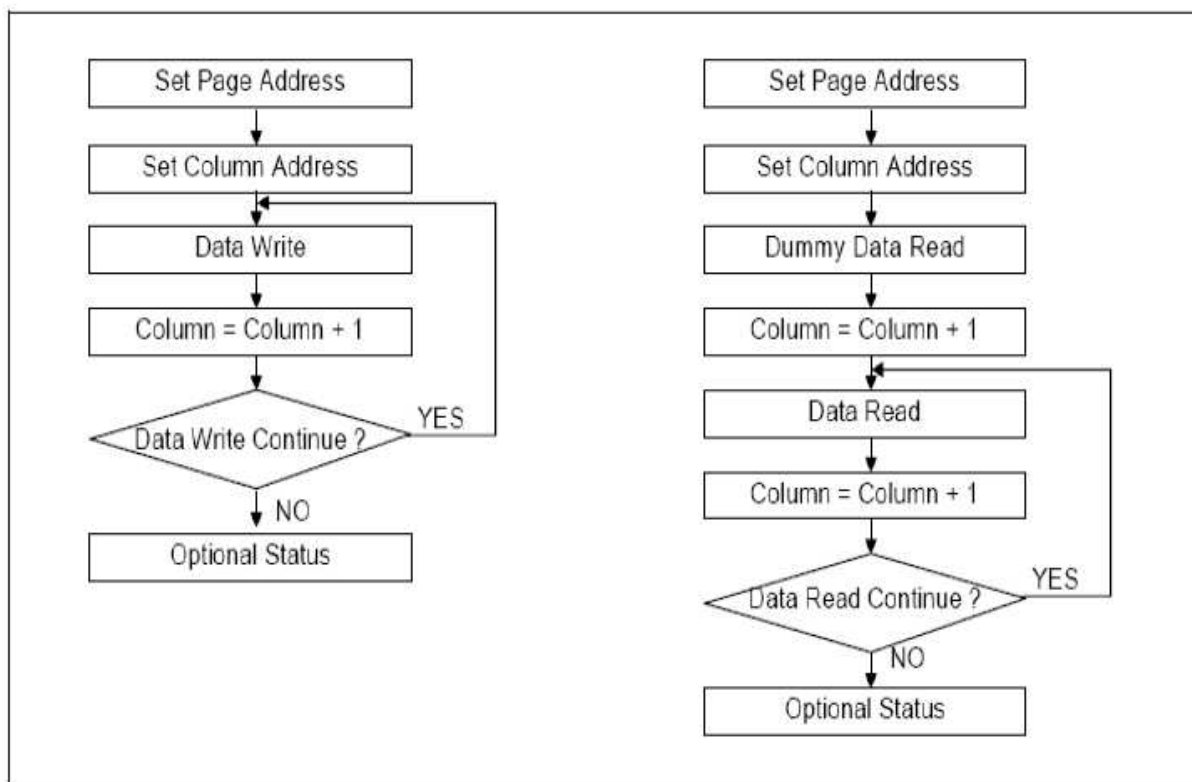 Set Page Address
Set Column Address
Data Write
Column = Column + 1
Data Write Continue ?
YES
NO
Optional Status
Set Page Address
Set Column Address
Dummy Data Read
Column = Column + 1
Data Read
Column = Column + 1
Data Read Continue ?
YES
NO
Optional Status